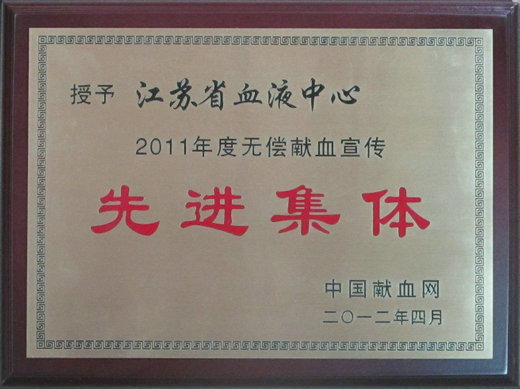 授予 江苏省血液中心
2011年度无偿献血宣传
先进集体
中国献血网
二〇一二年四月